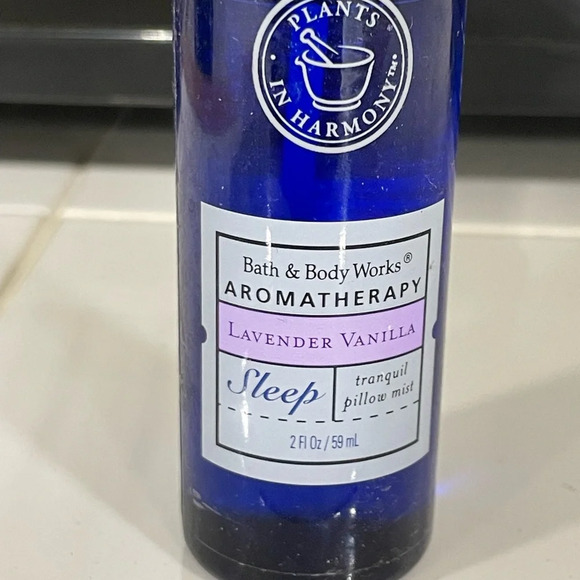 PLANTS
IN HARMONY™
Bath & Body Works®
AROMATHERAPY
LAVENDER VANILLA
Sleep
tranquil
pillow mist
2 Fl Oz / 59 mL